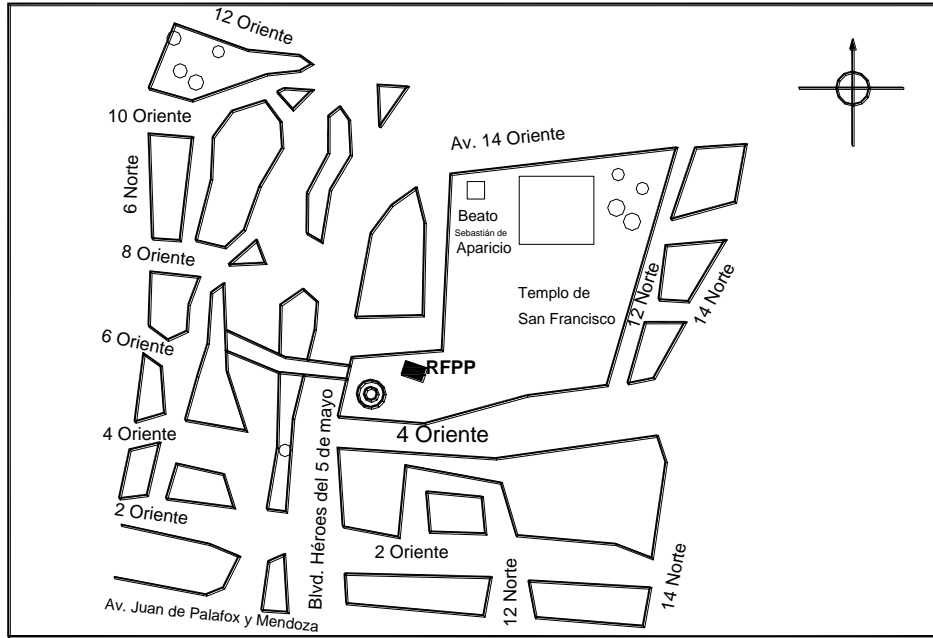 12 Oriente
10 Oriente
Av. 14 Oriente
6 Norte
Beato
Sebastián de
Aparicio
8 Oriente
12 Norte
14 Norte
Templo de
San Francisco
6 Oriente
RFPP
4 Oriente
4 Oriente
Blvd. Héroes del 5 de mayo
2 Oriente
2 Oriente
12 Norte
14 Norte
Av. Juan de Palafox y Mendoza